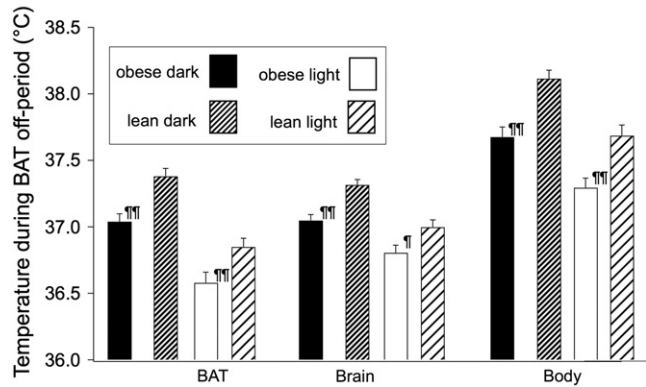 Temperature during BAT off-period (°C)
38.5
38.0
37.5
37.0
36.5
36.0
obese dark
obese light
lean dark
lean light
¶¶
¶¶
¶¶
¶
¶¶
¶¶
BAT
Brain
Body